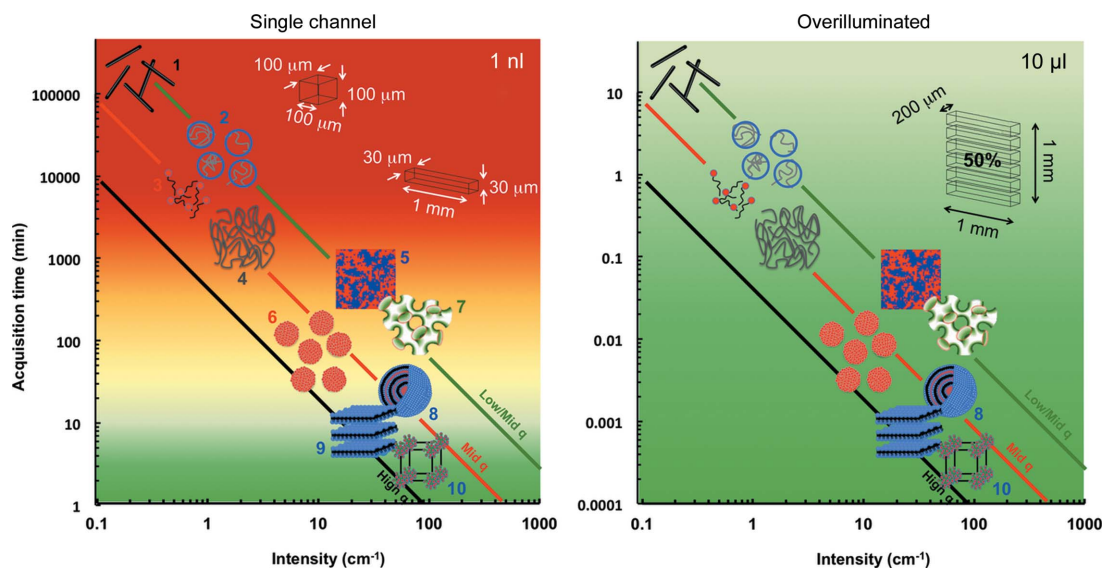 Single channel
Acquisition time (min)
100000
10000
1000
100
10
1
0.1
1
10
100
1000
Intensity (cm⁻¹)
1 nl
100 µm
100 µm
100 µm
30 µm
30 µm
1 mm
1
2
3
4
5
6
7
8
9
10
Low/Mid q
Mid q
High q
Overilluminated
10
1
0.1
0.01
0.001
0.0001
0.1
1
10
100
1000
Intensity (cm⁻¹)
10 µl
200 µm
50%
1 mm
1 mm
8
10
Low/Mid q
Mid q
High q